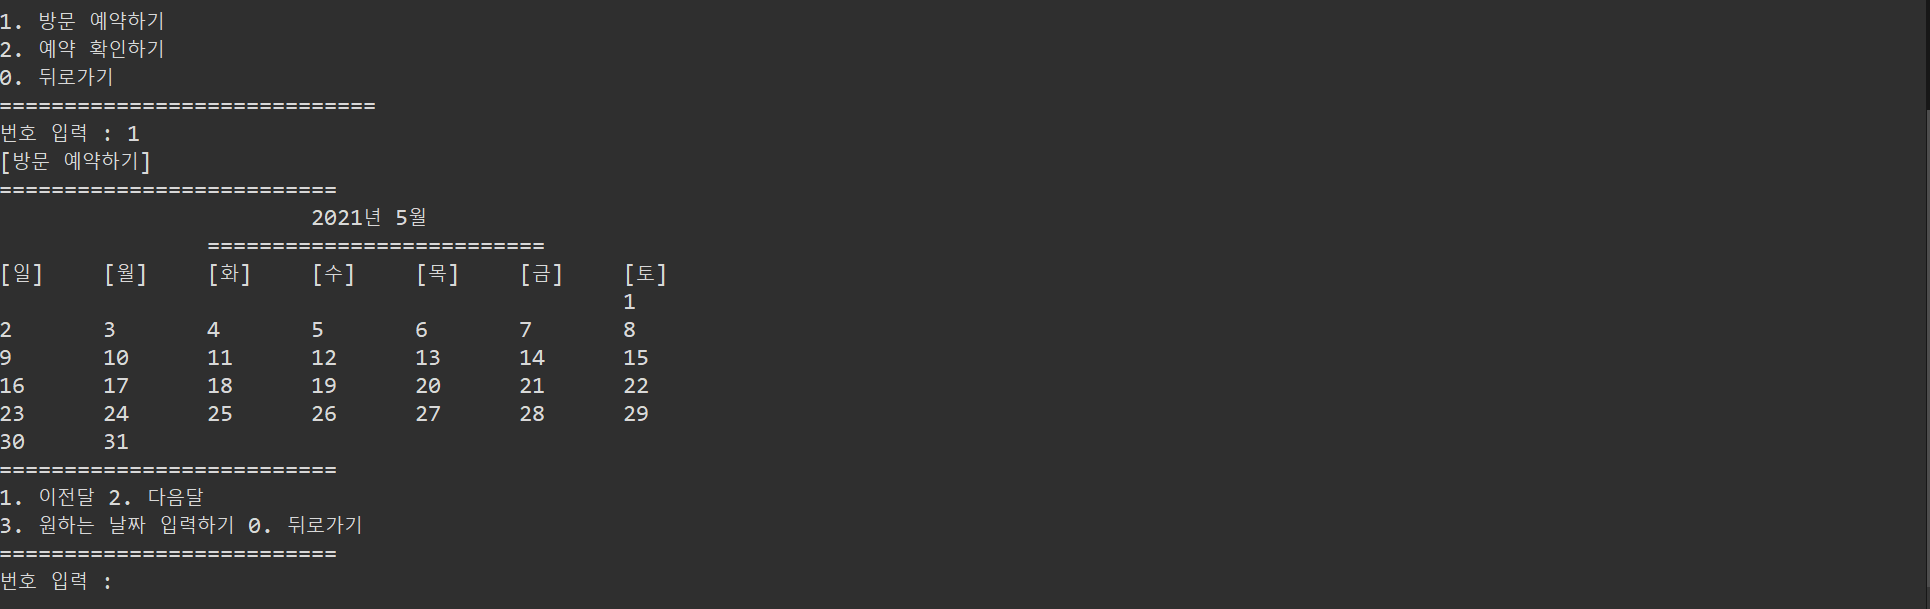 1. 방문 예약하기
2. 예약 확인하기
0. 뒤로가기
=============================
번호 입력 : 1
[방문 예약하기]
==========================
2021년 5월
==========================
[일] [월] [화] [수] [목] [금] [토]
1
2 3 4 5 6 7 8
9 10 11 12 13 14 15
16 17 18 19 20 21 22
23 24 25 26 27 28 29
30 31
==========================
1. 이전달 2. 다음달
3. 원하는 날짜 입력하기 0. 뒤로가기
==========================
번호 입력 :